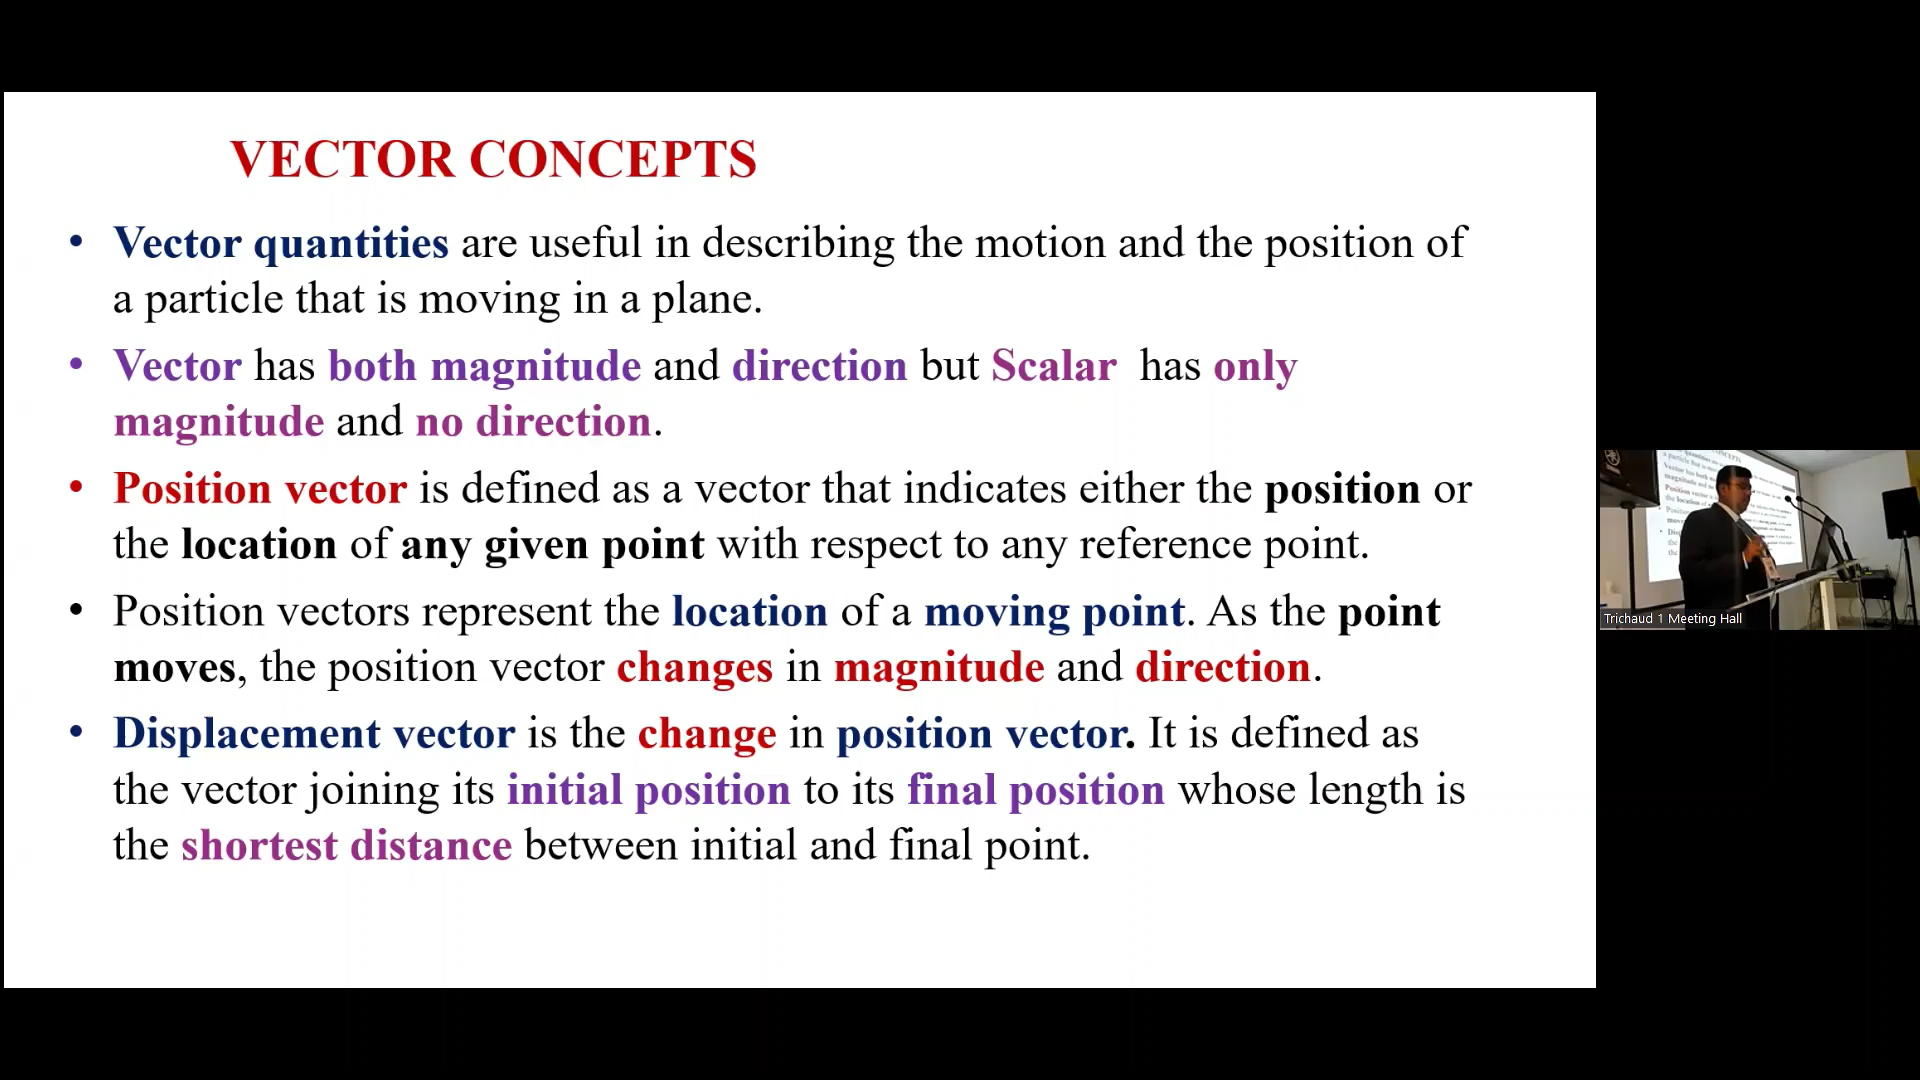 VECTOR CONCEPTS
• Vector quantities are useful in describing the motion and the position of
a particle that is moving in a plane.
• Vector has both magnitude and direction but Scalar has only
magnitude and no direction.
• Position vector is defined as a vector that indicates either the position or
the location of any given point with respect to any reference point.
• Position vectors represent the location of a moving point. As the point
moves, the position vector changes in magnitude and direction.
• Displacement vector is the change in position vector. It is defined as
the vector joining its initial position to its final position whose length is
the shortest distance between initial and final point.
Trichaud 1 Meeting Hall